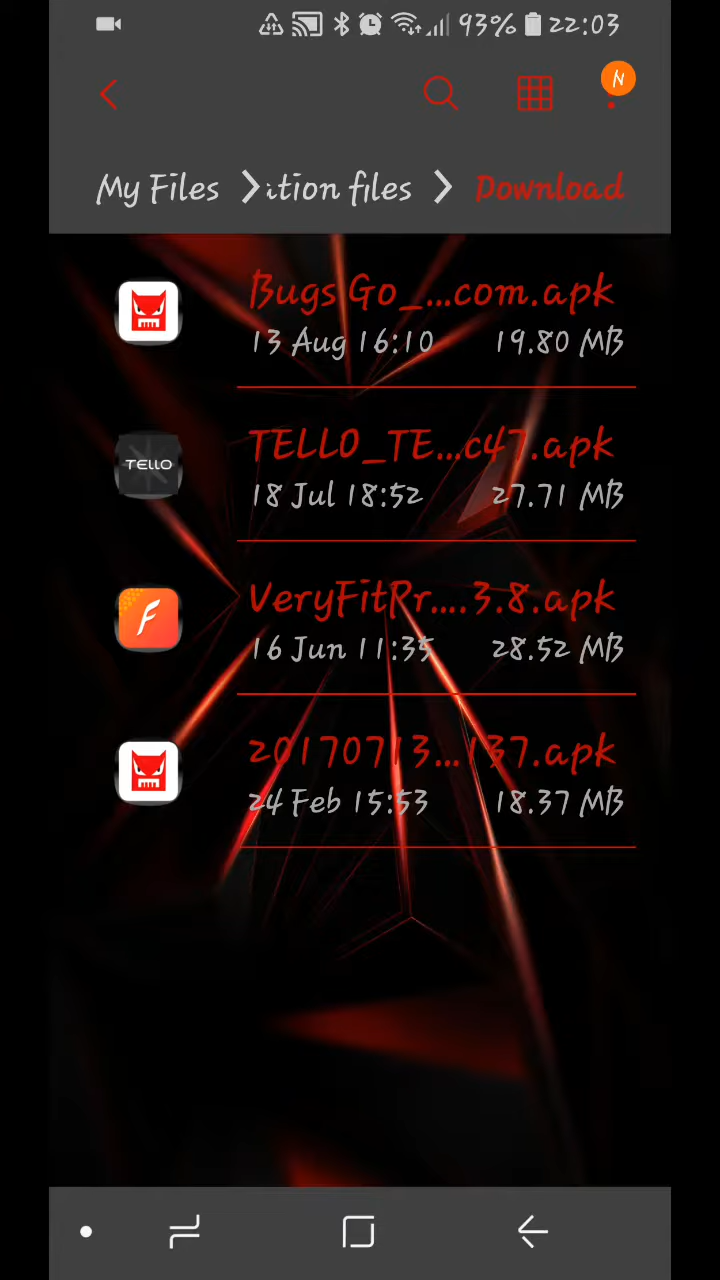 93% 22:03
N
My Files ation files Download
Bugs Go_...com.apk
13 Aug 16:10 19.80 MB
TELLO
TELLO_TE...c47.apk
18 Jul 18:52 27.71 MB
F
VeryFitPr....3.8.apk
16 Jun 11:35 28.52 MB
20170713...137.apk
24 Feb 15:53 18.37 MB